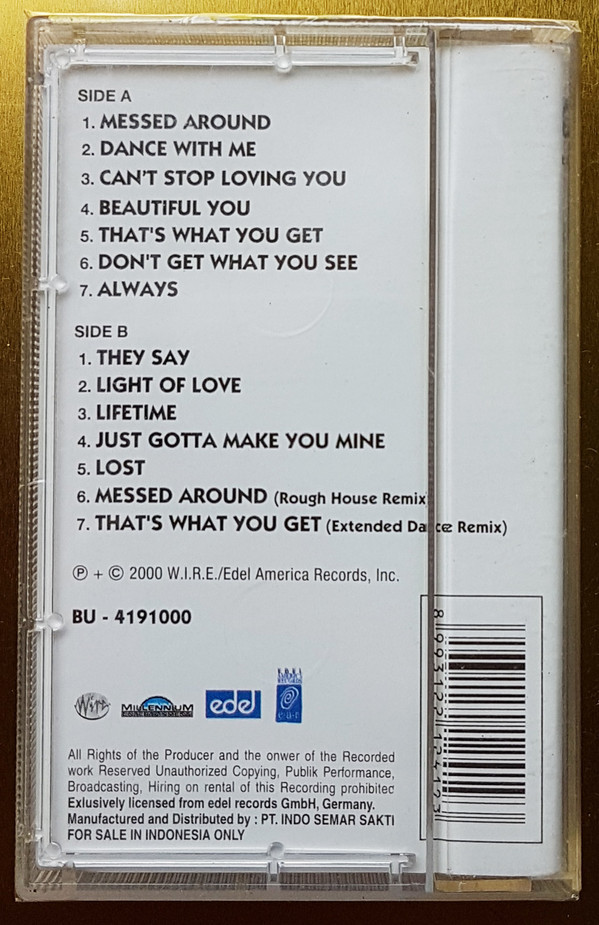 SIDE A
1. MESSED AROUND
2. DANCE WITH ME
3. CAN'T STOP LOVING YOU
4. BEAUTIFUL YOU
5. THAT'S WHAT YOU GET
6. DON'T GET WHAT YOU SEE
7. ALWAYS
SIDE B
1. THEY SAY
2. LIGHT OF LOVE
3. LIFETIME
4. JUST GOTTA MAKE YOU MINE
5. LOST
6. MESSED AROUND (Rough House Remix)
7. THAT'S WHAT YOU GET (Extended Dance Remix)
℗ + © 2000 W.I.R.E./Edel America Records, Inc.
BU - 4191000
Wire MILLENNIUM edel
All Rights of the Producer and the onwer of the Recorded
work Reserved Unauthorized Copying, Publik Performance,
Broadcasting, Hiring on rental of this Recording prohibited
Exlusively licensed from edel records GmbH, Germany.
Manufactured and Distributed by : PT. INDO SEMAR SAKTI
FOR SALE IN INDONESIA ONLY